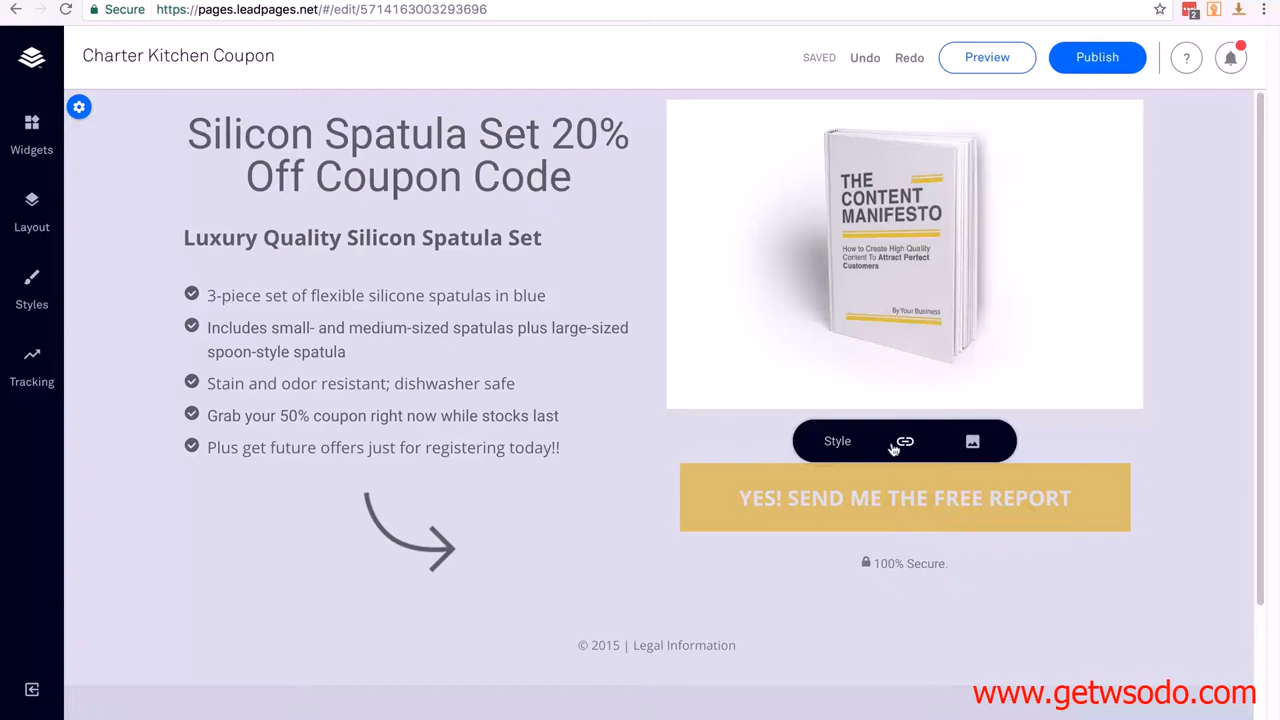 Secure
https://pages.leadpages.net/#/edit/5714163003293696
2
Charter Kitchen Coupon
SAVED
Undo
Redo
Preview
Publish
?
Widgets
Layout
Styles
Tracking
Silicon Spatula Set 20%
Off Coupon Code
Luxury Quality Silicon Spatula Set
3-piece set of flexible silicone spatulas in blue
Includes small- and medium-sized spatulas plus large-sized
spoon-style spatula
Stain and odor resistant; dishwasher safe
Grab your 50% coupon right now while stocks last
Plus get future offers just for registering today!!
THE
CONTENT
MANIFESTO
How to Create High Quality
Content To Attract Perfect
Customers
By Your Business
Style
YES! SEND ME THE FREE REPORT
100% Secure.
© 2015 | Legal Information
www.getwsodo.com